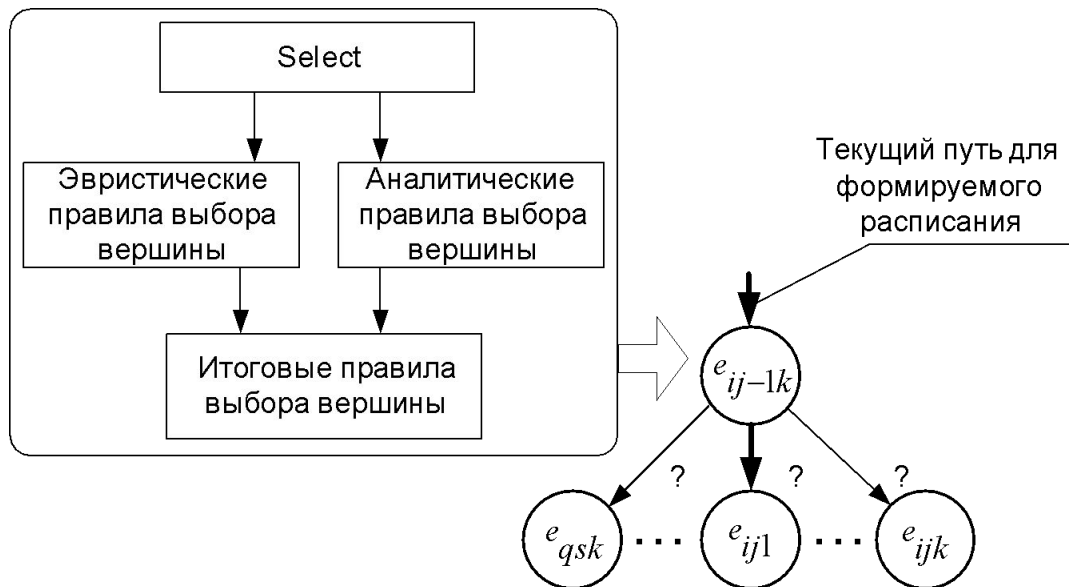 Select
Эвристические
правила выбора
вершины
Аналитические
правила выбора
вершины
Итоговые правила
выбора вершины
Текущий путь для
формируемого
расписания
e_{ij-1k}
? ? ?
e_{qsk} ... e_{ij1} ... e_{ijk}